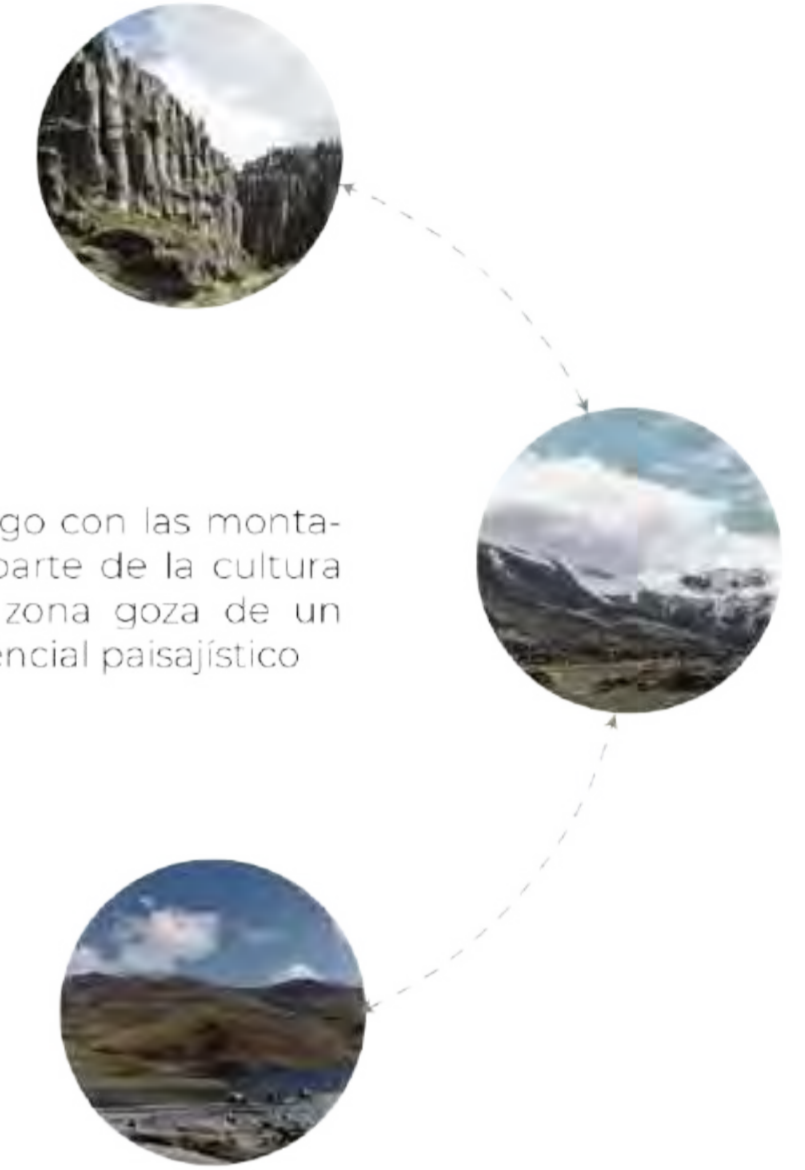 go con las monta-
parte de la cultura
zona goza de un
encial paisajístico